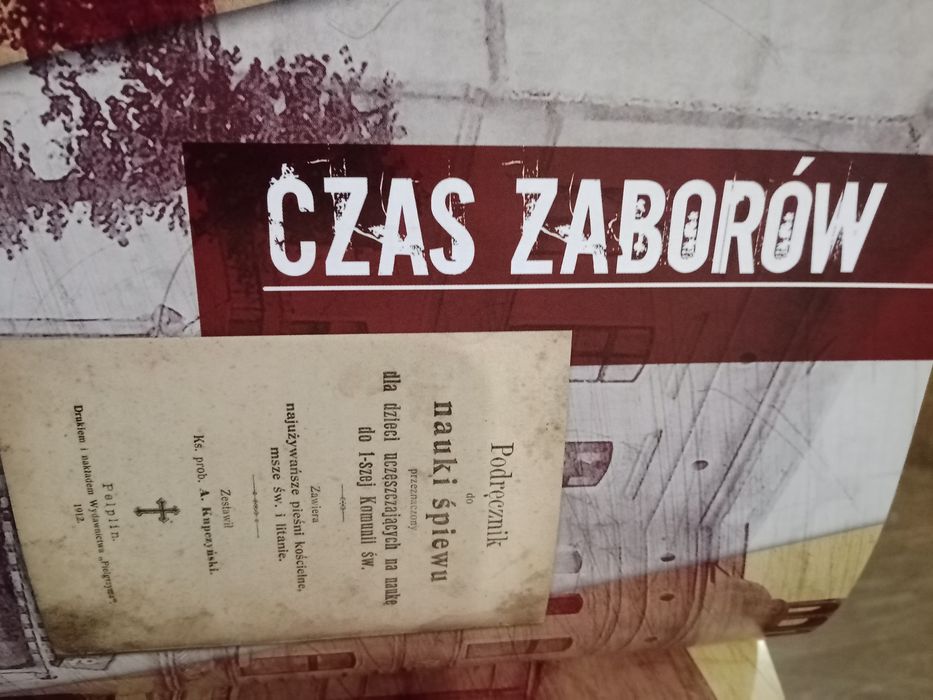 CZAS ZABORÓW
Podręcznik
do
nauki śpiewu
przeznaczony
dla dzieci uczęszczających na naukę
do 1-szej Komunii św.
Zawiera
najużywańsze pieśni kościelne,
msze św. i litanie.
Zestawił
Ks. prob. A. Kupczyński.
Pelplin.
Drukiem i nakładem Wydawnictwa „Pielgrzyma".
1912.